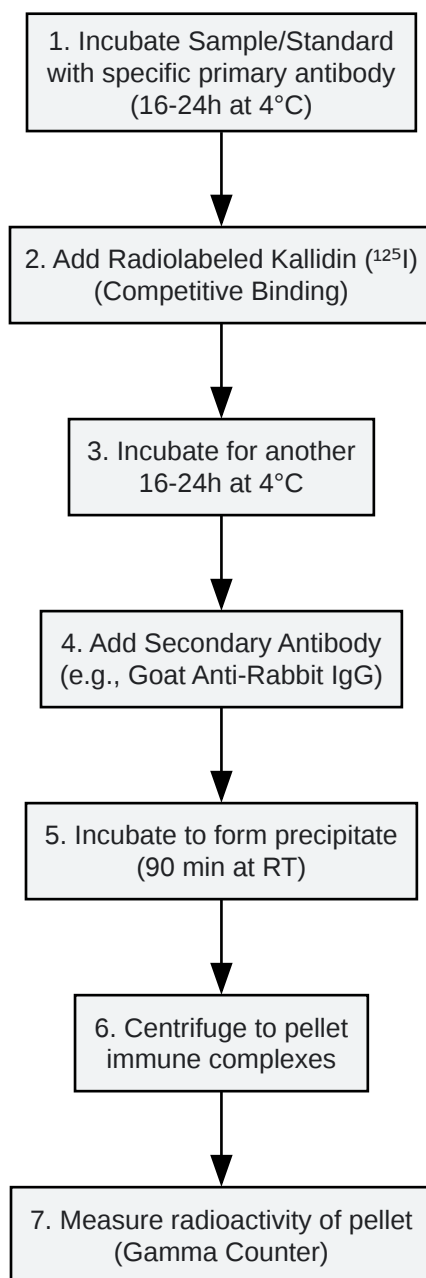 1. Incubate Sample/Standard
with specific primary antibody
(16-24h at 4°C)
2. Add Radiolabeled Kallidin (¹²⁵I)
(Competitive Binding)
3. Incubate for another
16-24h at 4°C
4. Add Secondary Antibody
(e.g., Goat Anti-Rabbit IgG)
5. Incubate to form precipitate
(90 min at RT)
6. Centrifuge to pellet
immune complexes
7. Measure radioactivity of pellet
(Gamma Counter)